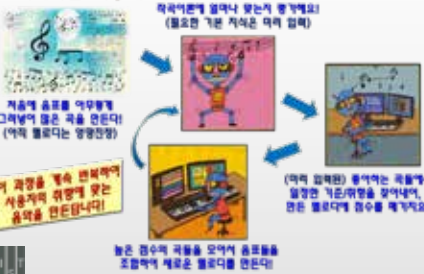 작곡이론에 얼마나 맞는지 평가해요!
(필요한 기본 지식은 미리 입력)
처음에 음표를 아무렇게
그려넣어 많은 곡을 만든다!
(아직 멜로디는 엉망진창)
(미리 입력된) 좋아하는 곡들에서
일정한 기준/취향을 찾아내어,
만든 멜로디에 점수를 매기지요
이 과정을 계속 반복하여
사용자의 취향에 맞는
음악을 만든답니다!
높은 점수의 곡들을 모아서 음표들을
조합하여 새로운 멜로디를 만든다!